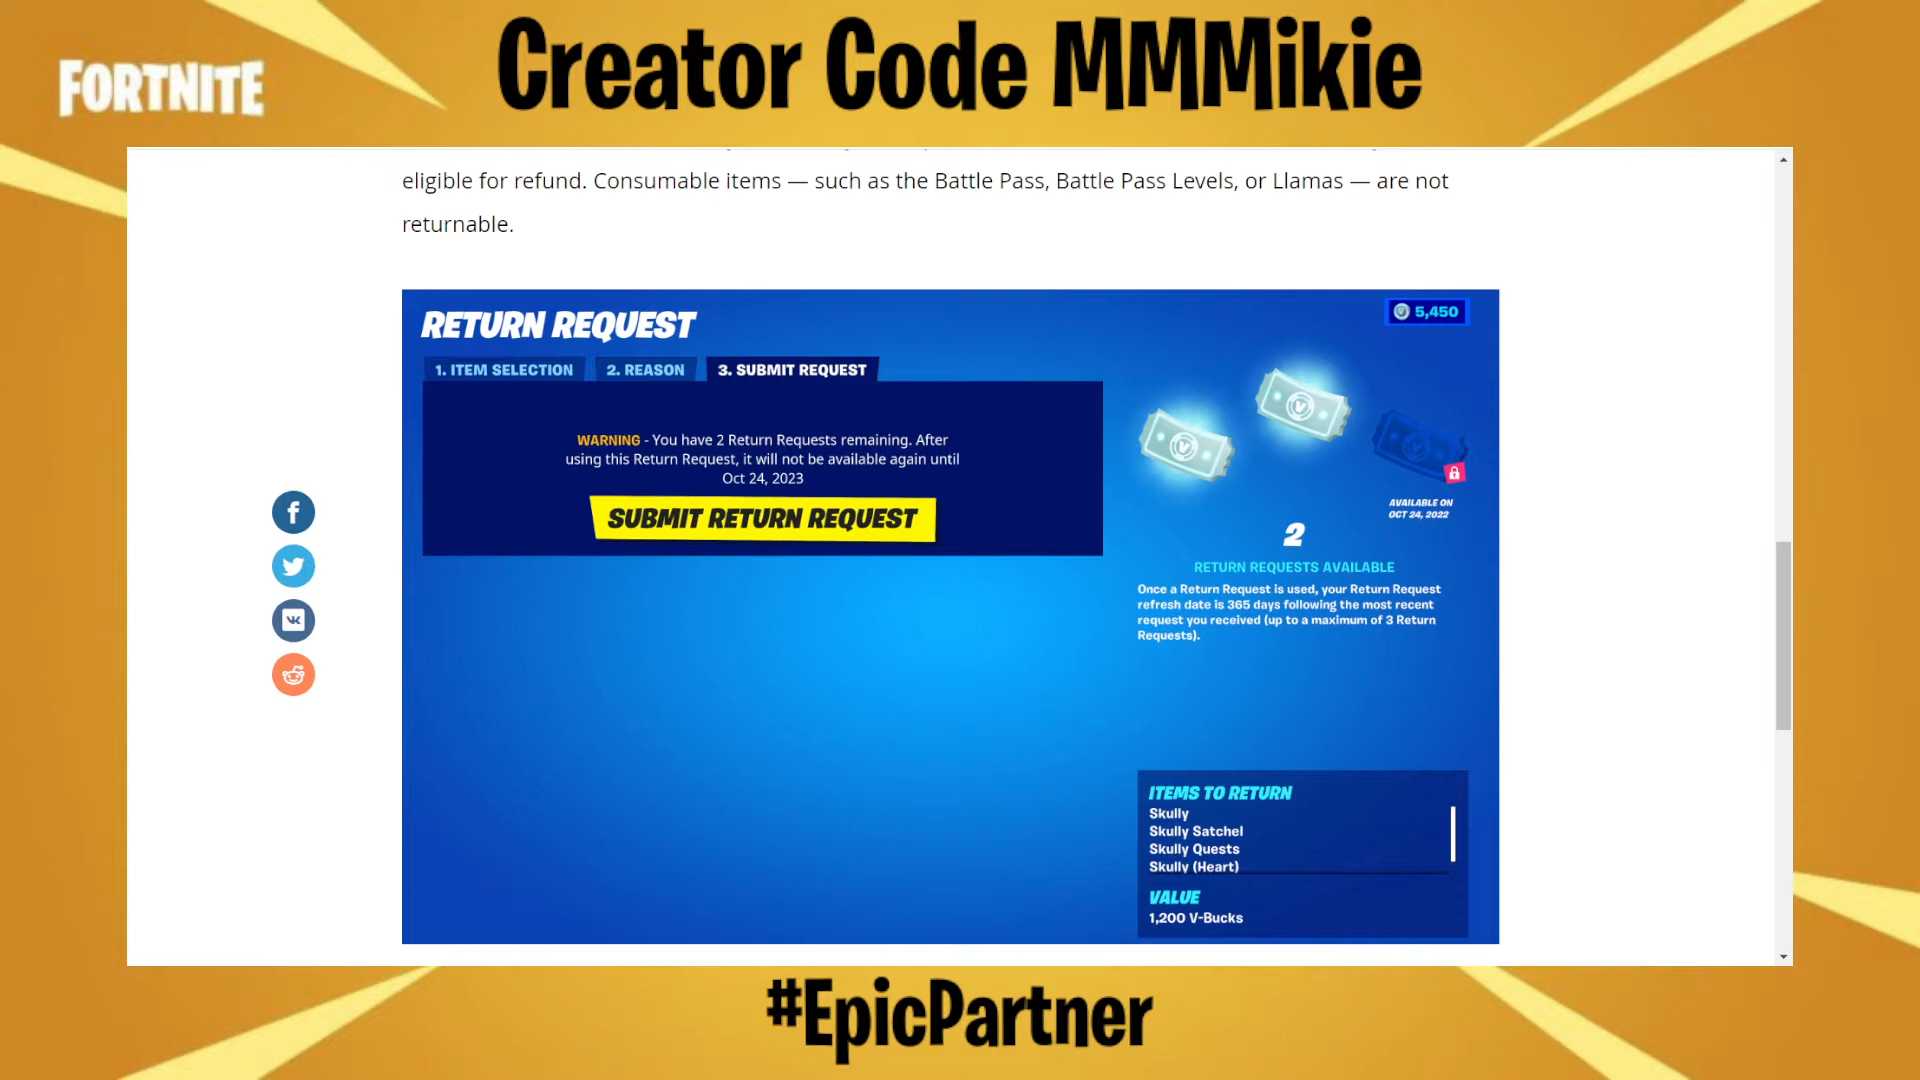 FORTNITE
Creator Code MMMikie
eligible for refund. Consumable items — such as the Battle Pass, Battle Pass Levels, or Llamas — are not
returnable.
RETURN REQUEST
5,450
1. ITEM SELECTION
2. REASON
3. SUBMIT REQUEST
WARNING - You have 2 Return Requests remaining. After
using this Return Request, it will not be available again until
Oct 24, 2023
SUBMIT RETURN REQUEST
AVAILABLE ON
OCT 24, 2022
2
RETURN REQUESTS AVAILABLE
Once a Return Request is used, your Return Request
refresh date is 365 days following the most recent
request you received (up to a maximum of 3 Return
Requests).
ITEMS TO RETURN
Skully
Skully Satchel
Skully Quests
Skully (Heart)
VALUE
1,200 V-Bucks
#EpicPartner